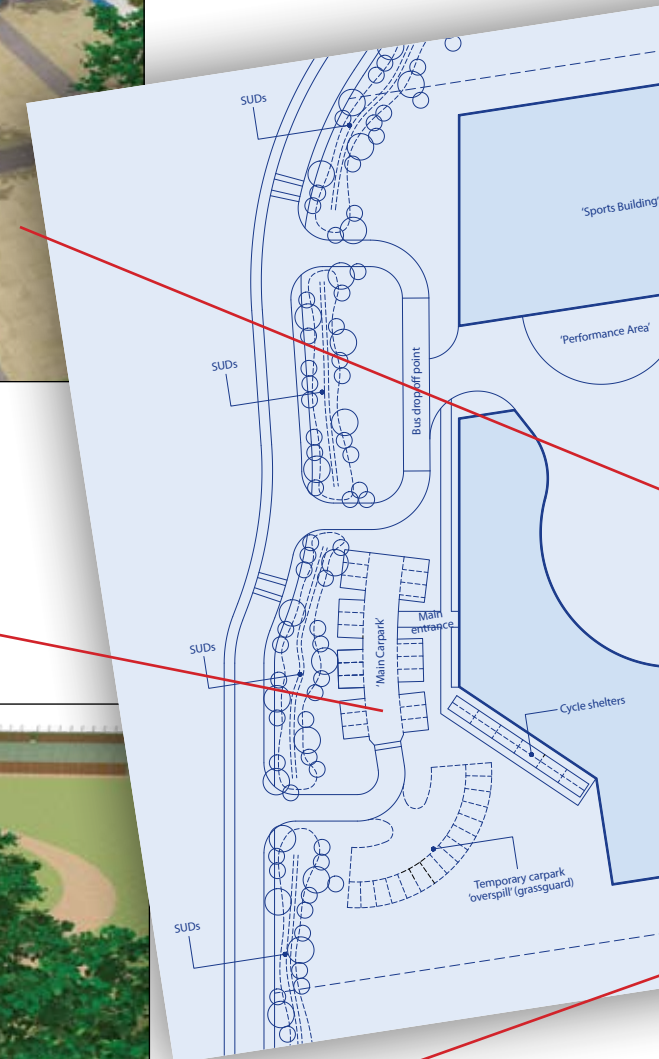 SUDs
'Sports Building'
'Performance Area'
SUDs
Bus drop off point
Main
entrance
'Main Carpark'
SUDs
Cycle shelters
Temporary carpark
'overspill' (grassguard)
SUDs